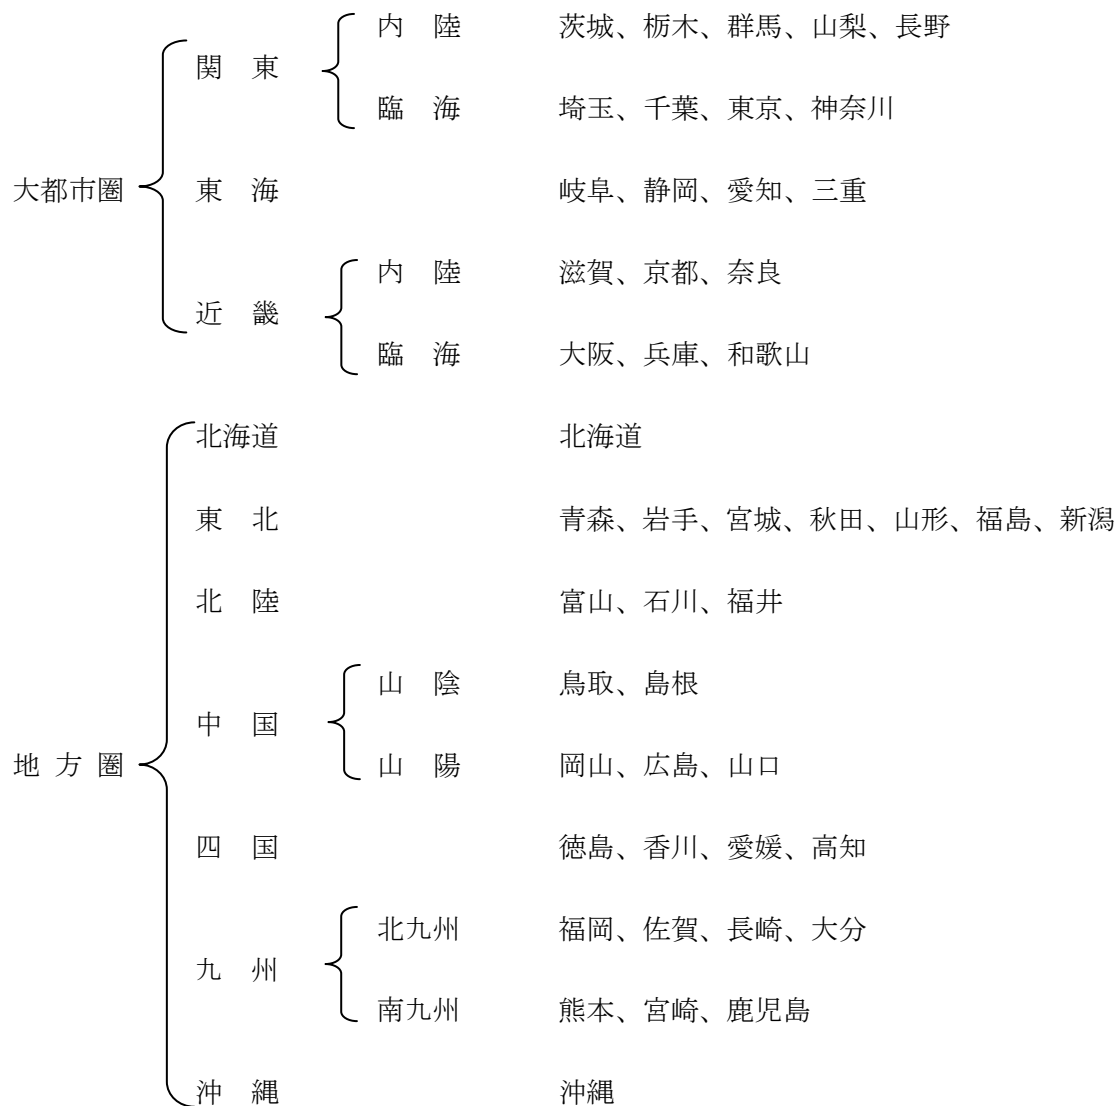 内　陸　茨城、栃木、群馬、山梨、長野
関　東
臨　海　埼玉、千葉、東京、神奈川
大都市圏　東　海　岐阜、静岡、愛知、三重
内　陸　滋賀、京都、奈良
近　畿
臨　海　大阪、兵庫、和歌山
北海道　北海道
東　北　青森、岩手、宮城、秋田、山形、福島、新潟
北　陸　富山、石川、福井
山　陰　鳥取、島根
中　国
地 方 圏　山　陽　岡山、広島、山口
四　国　徳島、香川、愛媛、高知
北九州　福岡、佐賀、長崎、大分
九　州
南九州　熊本、宮崎、鹿児島
沖　縄　沖縄